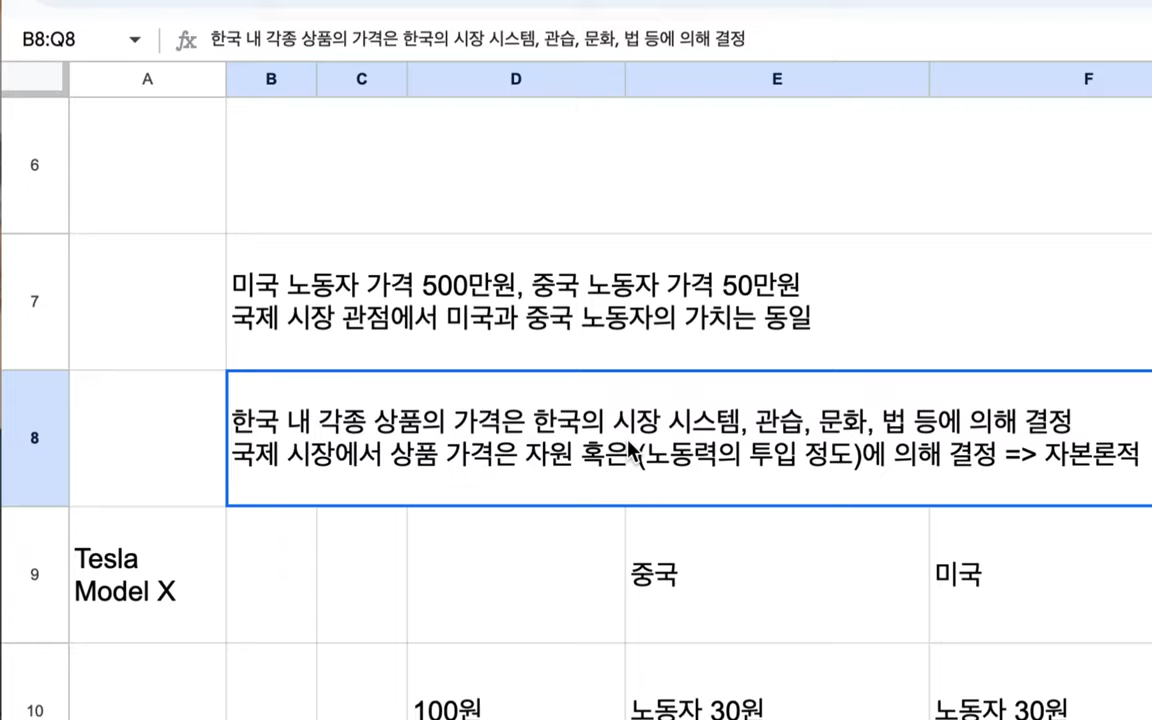 B8:Q8
fx 한국 내 각종 상품의 가격은 한국의 시장 시스템, 관습, 문화, 법 등에 의해 결정
A B C D E F
6
7
미국 노동자 가격 500만원, 중국 노동자 가격 50만원
국제 시장 관점에서 미국과 중국 노동자의 가치는 동일
8
한국 내 각종 상품의 가격은 한국의 시장 시스템, 관습, 문화, 법 등에 의해 결정
국제 시장에서 상품 가격은 자원 혹은 (노동력의 투입 정도)에 의해 결정 => 자본론적
9
Tesla
Model X
중국
미국
10
100원
노동자 30원
노동자 30원